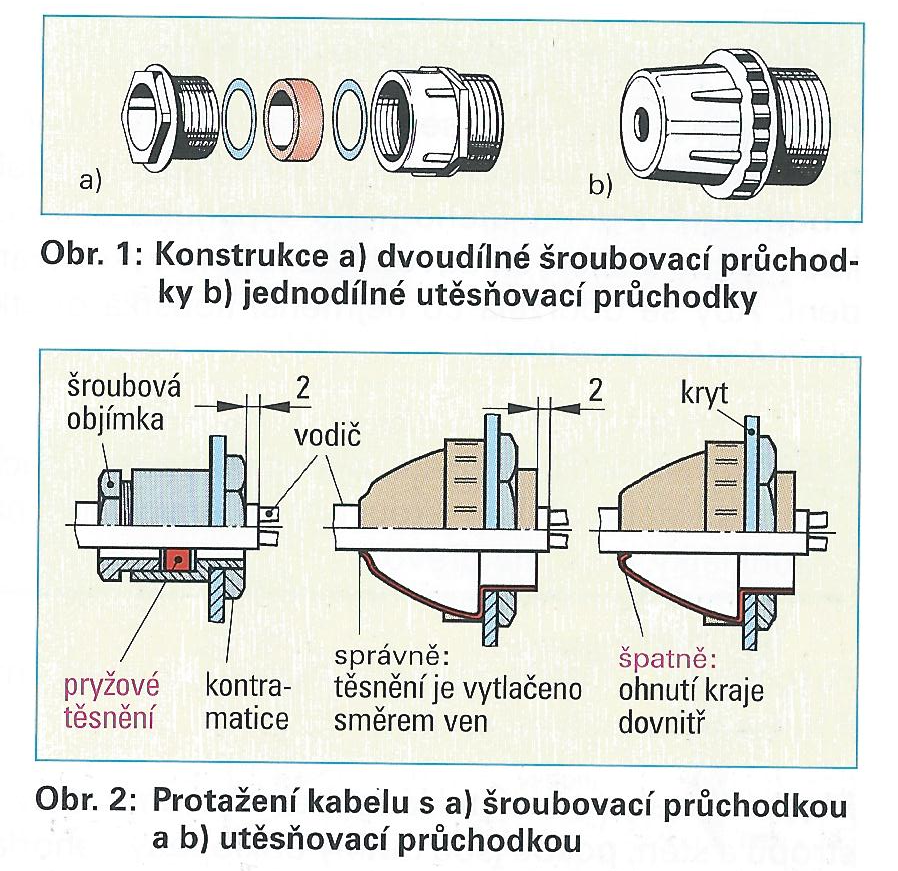 a)
b)
Obr. 1: Konstrukce a) dvoudílné šroubovací průchod-
ky b) jednodílné utěsňovací průchodky
šroubová
objímka
2
vodič
2
kryt
pryžové
těsnění
kontra-
matice
správně:
těsnění je vytlačeno
směrem ven
špatně:
ohnutí kraje
dovnitř
Obr. 2: Protažení kabelu s a) šroubovací průchodkou
a b) utěsňovací průchodkou